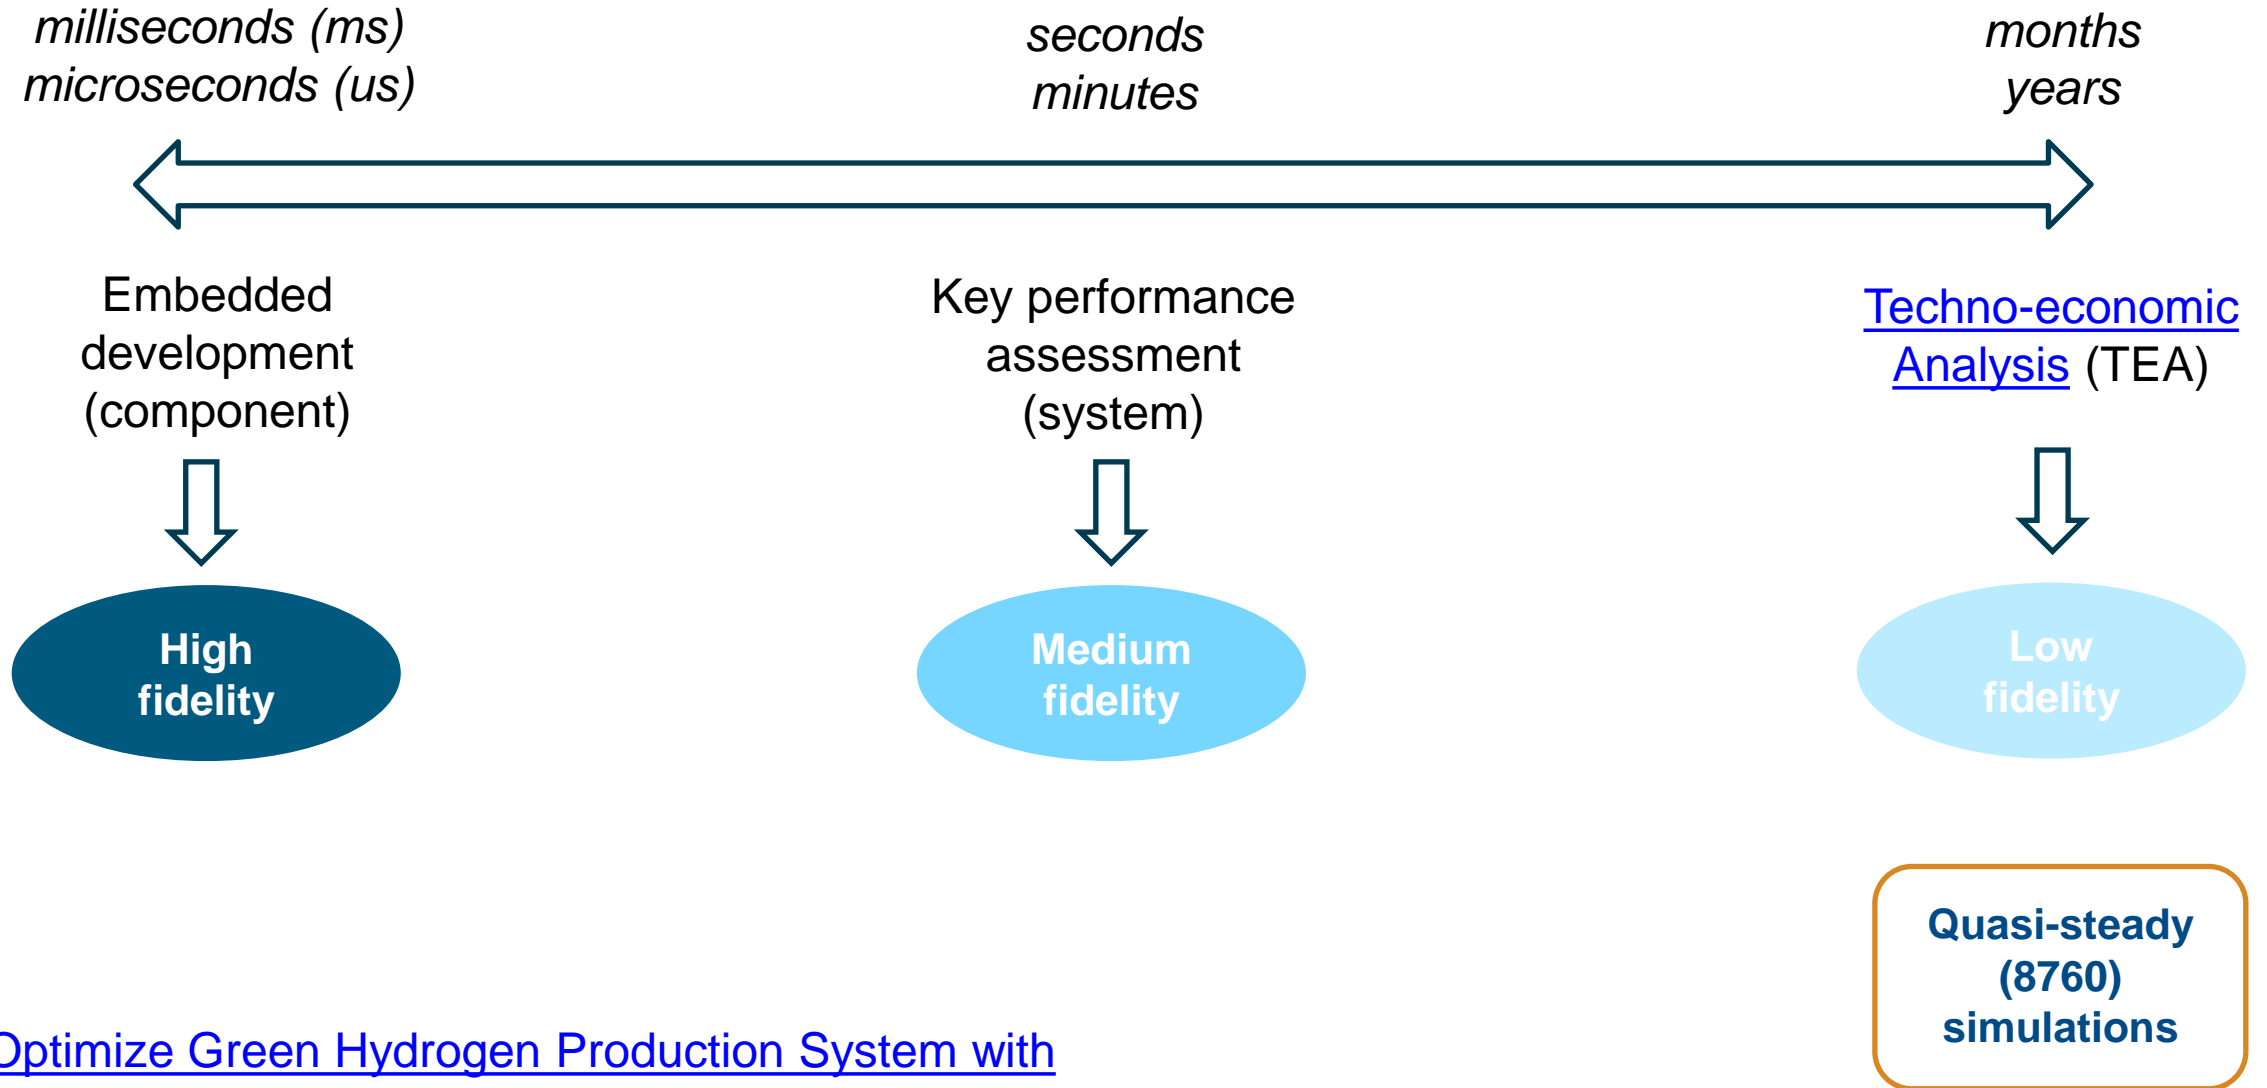 milliseconds (ms)
microseconds (us)
seconds
minutes
months
years
Embedded
development
(component)
Key performance
assessment
(system)
Techno-economic
Analysis (TEA)
High
fidelity
Medium
fidelity
Low
fidelity
Quasi-steady
(8760)
simulations
Optimize Green Hydrogen Production System with